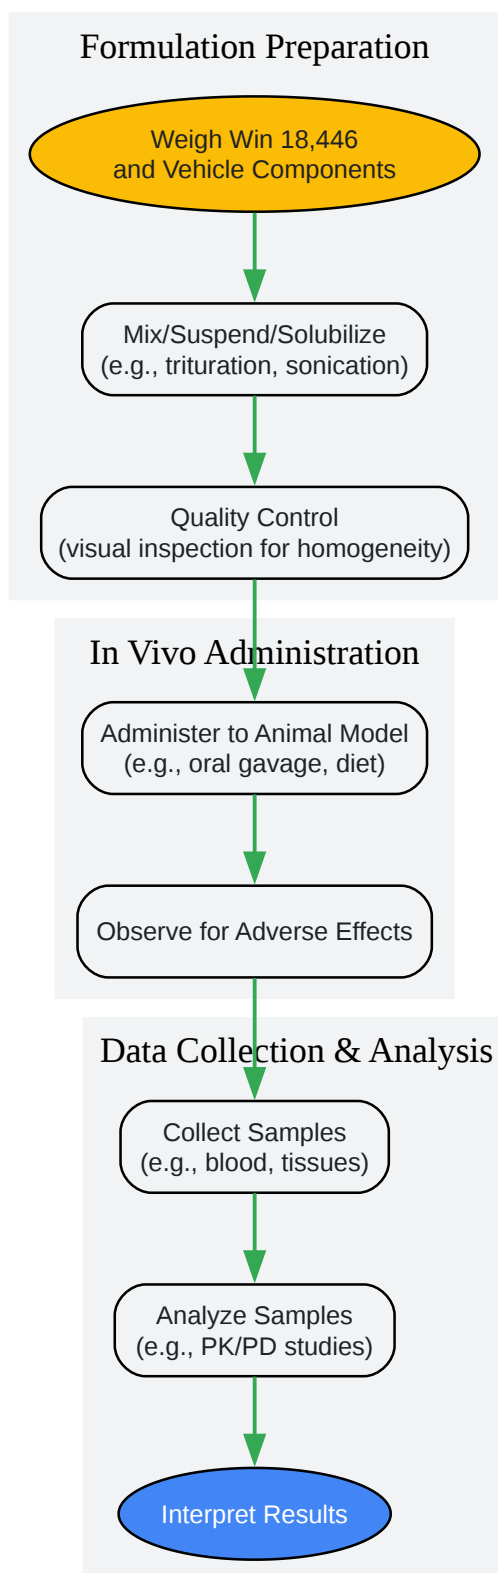 Formulation Preparation
Weigh Win 18,446
and Vehicle Components
Mix/Suspend/Solubilize
(e.g., trituration, sonication)
Quality Control
(visual inspection for homogeneity)
In Vivo Administration
Administer to Animal Model
(e.g., oral gavage, diet)
Observe for Adverse Effects
Data Collection & Analysis
Collect Samples
(e.g., blood, tissues)
Analyze Samples
(e.g., PK/PD studies)
Interpret Results